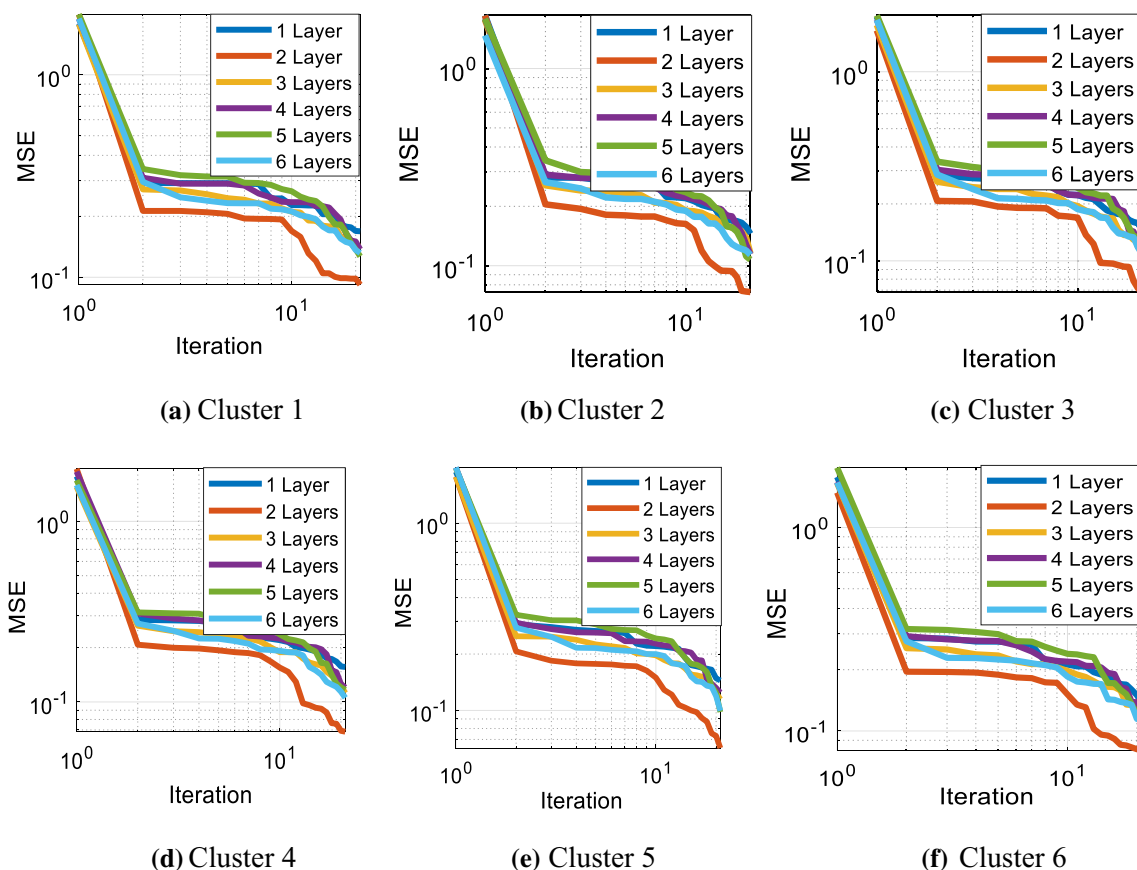 MSE
10^0
10^-1
1 Layer
2 Layer
3 Layers
4 Layers
5 Layers
6 Layers
10^0
10^1
Iteration
(a) Cluster 1
MSE
10^0
10^-1
1 Layer
2 Layers
3 Layers
4 Layers
5 Layers
6 Layers
10^0
10^1
Iteration
(b) Cluster 2
MSE
10^0
10^-1
1 Layer
2 Layers
3 Layers
4 Layers
5 Layers
6 Layers
10^0
10^1
Iteration
(c) Cluster 3
MSE
10^0
10^-1
1 Layer
2 Layers
3 Layers
4 Layers
5 Layers
6 Layers
10^0
10^1
Iteration
(d) Cluster 4
MSE
10^0
10^-1
1 Layer
2 Layers
3 Layers
4 Layers
5 Layers
6 Layers
10^0
10^1
Iteration
(e) Cluster 5
MSE
10^0
10^-1
1 Layer
2 Layers
3 Layers
4 Layers
5 Layers
6 Layers
10^0
10^1
Iteration
(f) Cluster 6